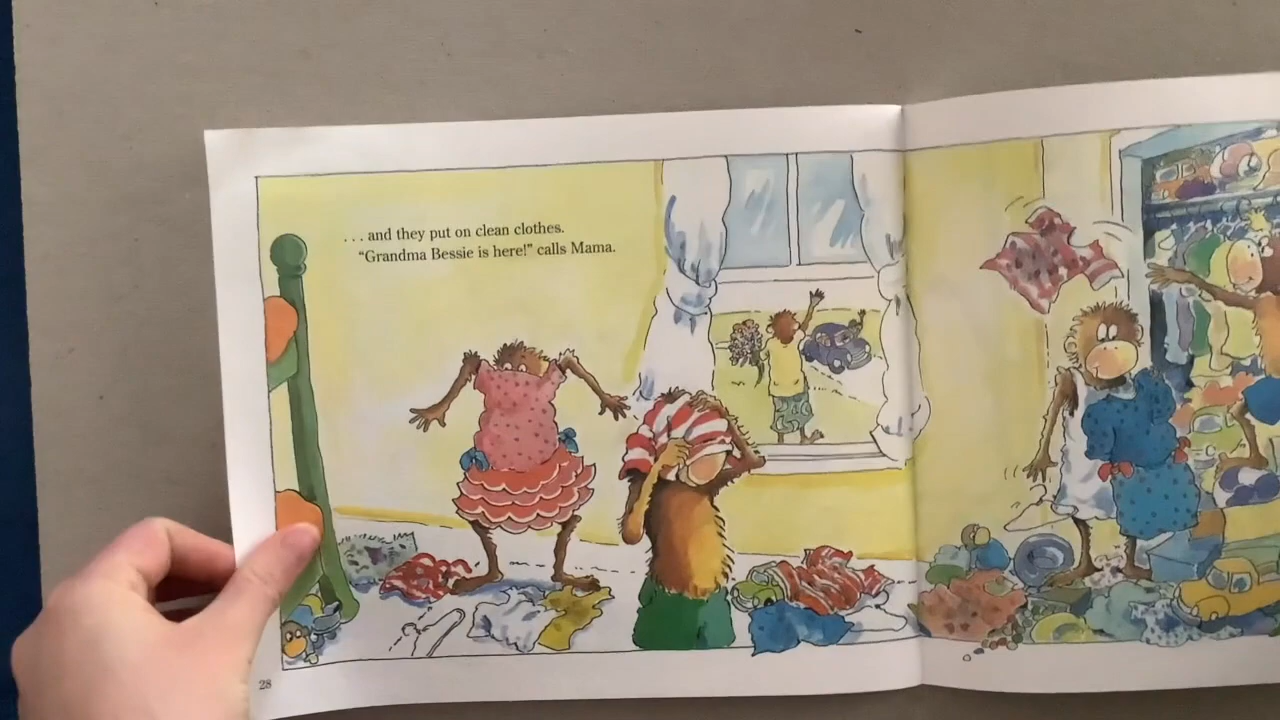 . . . and they put on clean clothes.
“Grandma Bessie is here!” calls Mama.
28